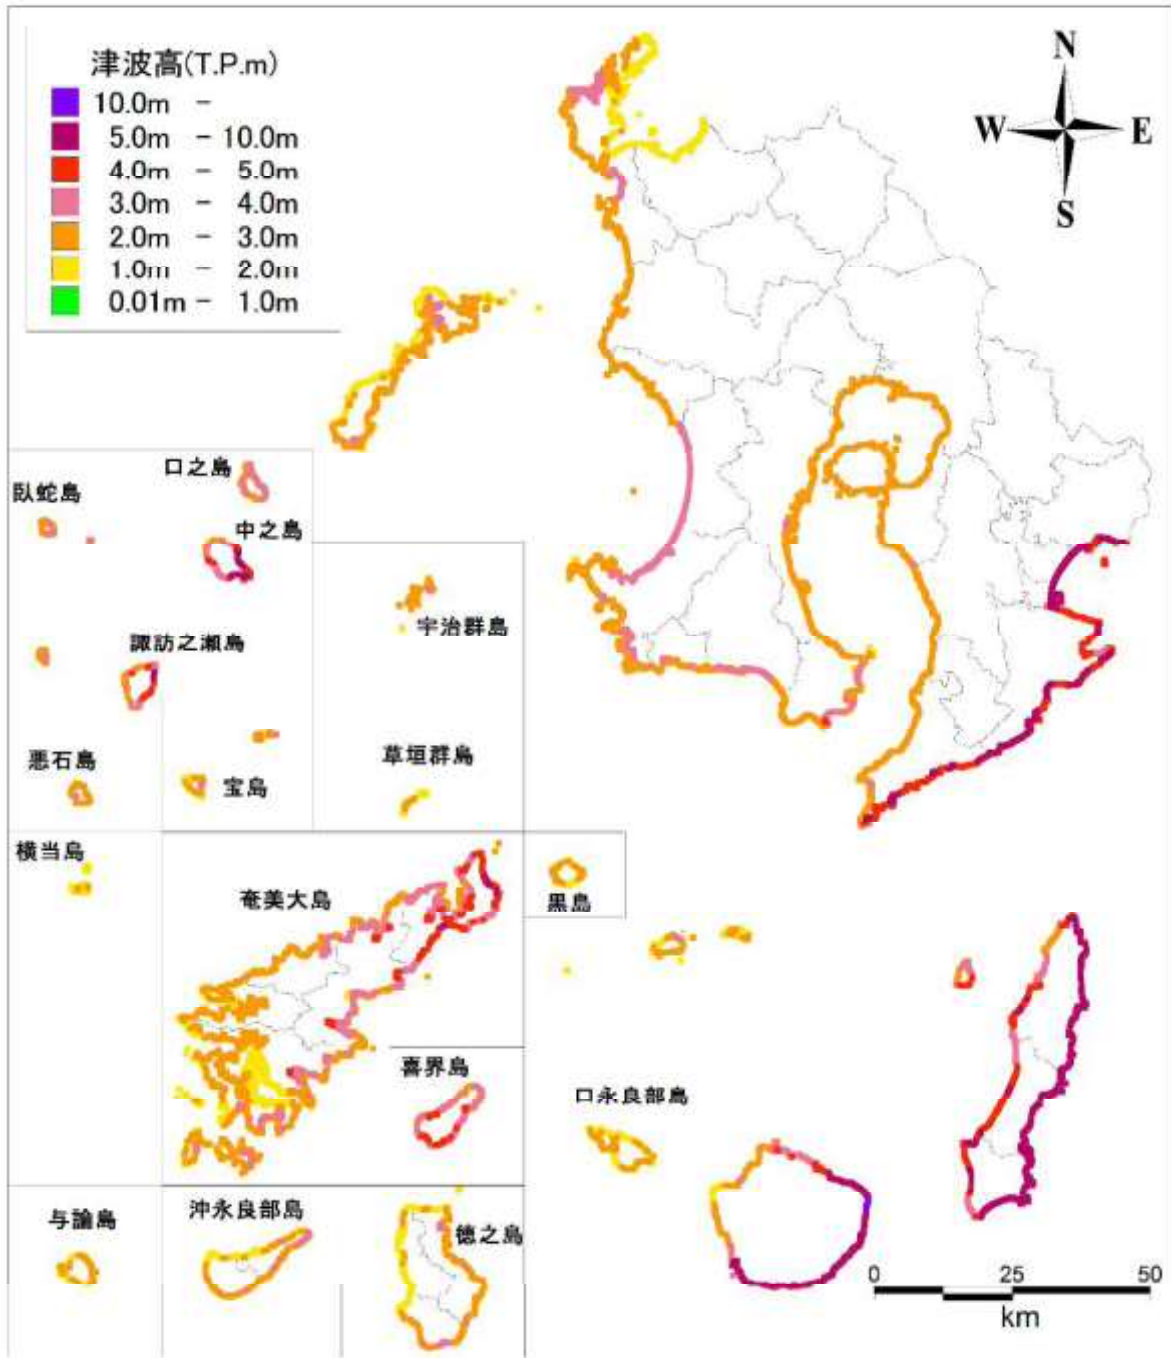 津波高(T.P.m)
10.0m -
5.0m - 10.0m
4.0m - 5.0m
3.0m - 4.0m
2.0m - 3.0m
1.0m - 2.0m
0.01m - 1.0m
N
W E
S
口之島
臥蛇島
中之島
宇治群島
諏訪之瀬島
悪石島
宝島
草垣群島
横当島
奄美大島
黒島
喜界島
口永良部島
与論島
沖永良部島
徳之島
0 25 50
km